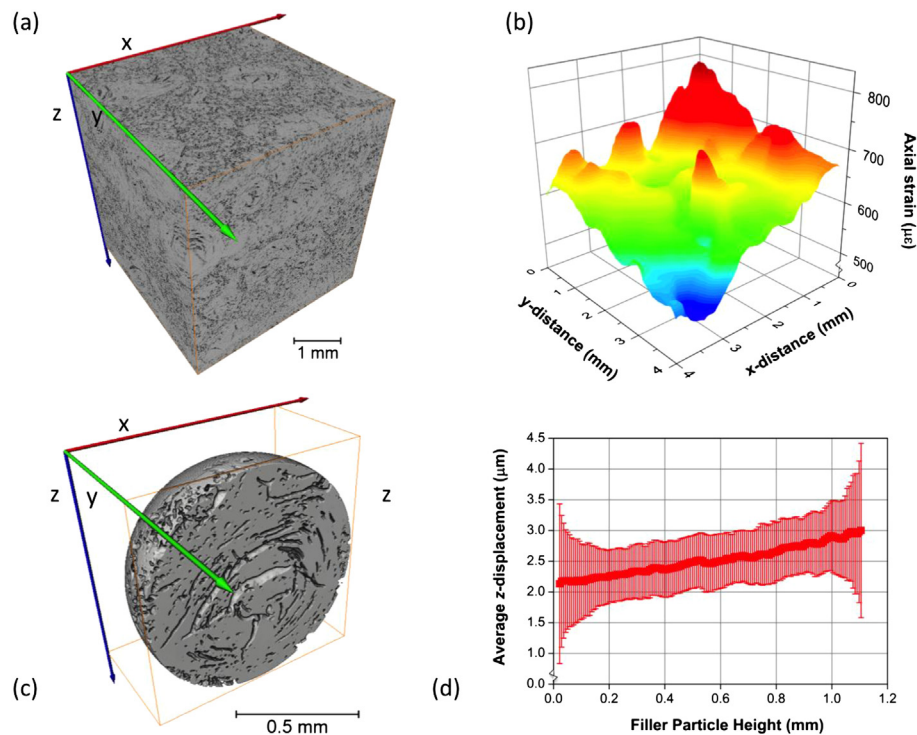 (a)
x
z
y
1 mm
(b)
800
700
600
500
Axial strain (με)
0
1
2
3
4
y-distance (mm)
0
1
2
3
4
x-distance (mm)
x
z
y
z
(c)
0.5 mm
(d)
4.5
4.0
3.5
3.0
2.5
2.0
1.5
1.0
0.0
Average z-displacement (μm)
0.0
0.2
0.4
0.6
0.8
1.0
1.2
Filler Particle Height (mm)